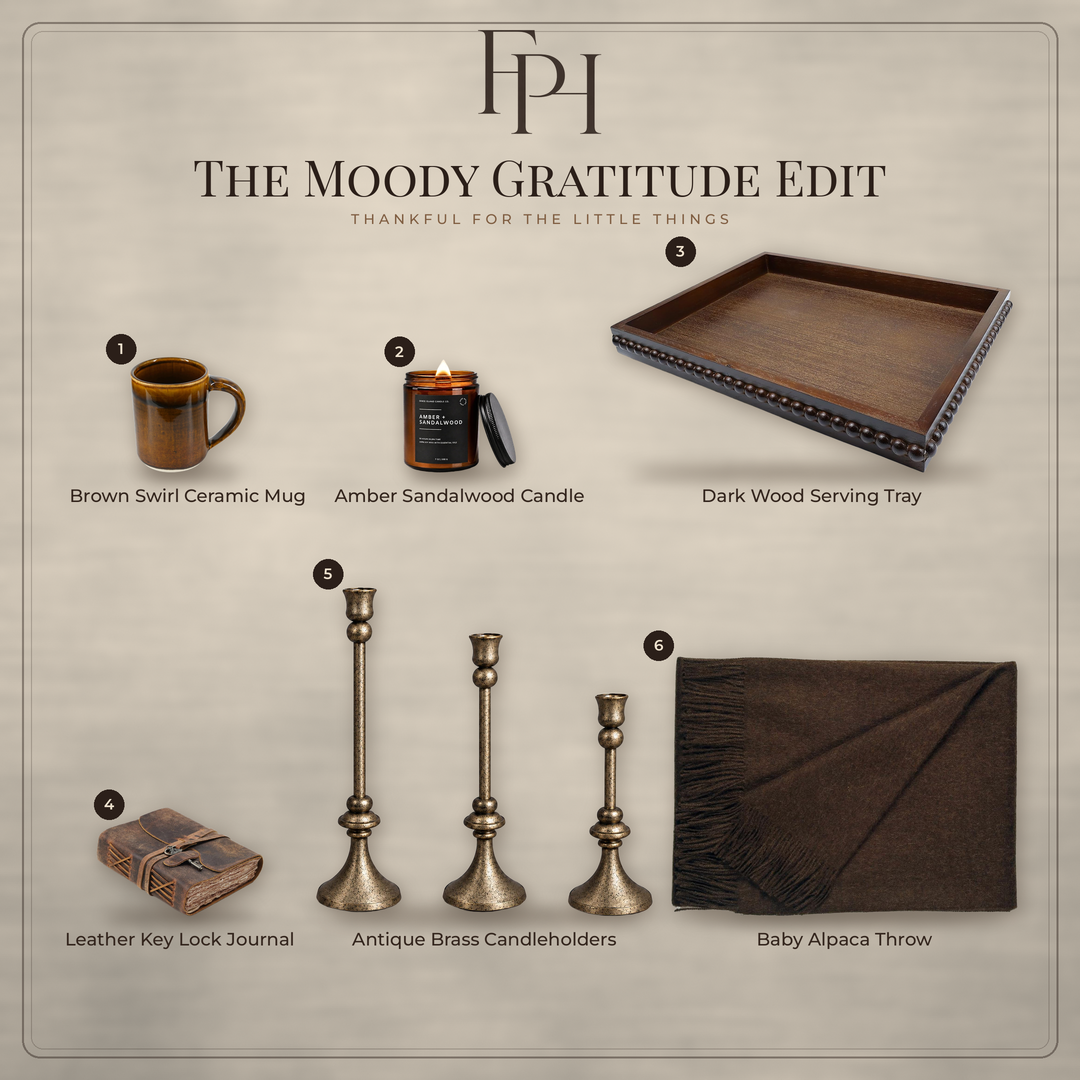 FPH
The Moody Gratitude Edit
THANKFUL FOR THE LITTLE THINGS
1
2
3
AMBER +
SANDALWOOD
Brown Swirl Ceramic Mug
Amber Sandalwood Candle
Dark Wood Serving Tray
4
5
6
Leather Key Lock Journal
Antique Brass Candleholders
Baby Alpaca Throw